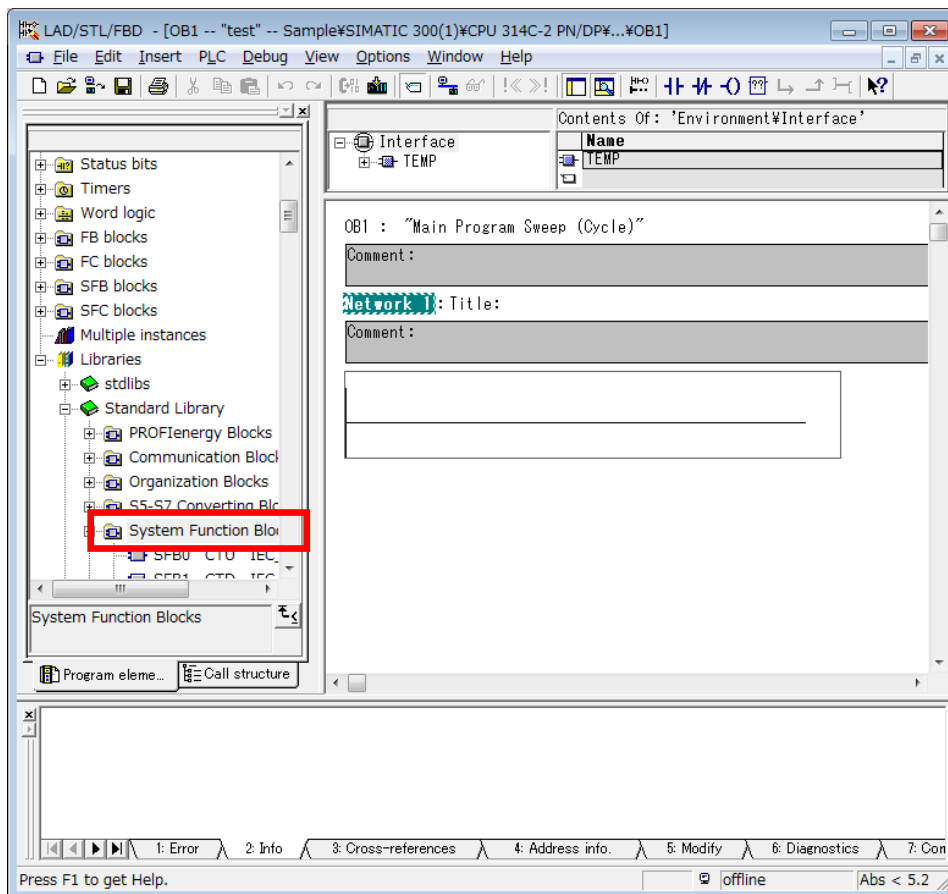 LAD/STL/FBD - [OB1 -- "test" -- Sample¥SIMATIC 300(1)¥CPU 314C-2 PN/DP¥...¥OB1]
File Edit Insert PLC Debug View Options Window Help
Status bits
Timers
Word logic
FB blocks
FC blocks
SFB blocks
SFC blocks
Multiple instances
Libraries
stdlibs
Standard Library
PROFIenergy Blocks
Communication Block
Organization Blocks
S5-S7 Converting Blo
System Function Bloc
SFB0 CTU IEC_
SFB1 CTD IEC
System Function Blocks
Program eleme... Call structure
Contents Of: 'Environment¥Interface'
Interface
TEMP
Name
TEMP
OB1 : "Main Program Sweep (Cycle)"
Comment:
Network 1: Title:
Comment:
1: Error 2: Info 3: Cross-references 4: Address info. 5: Modify 6: Diagnostics 7: Con
Press F1 to get Help. offline Abs < 5.2